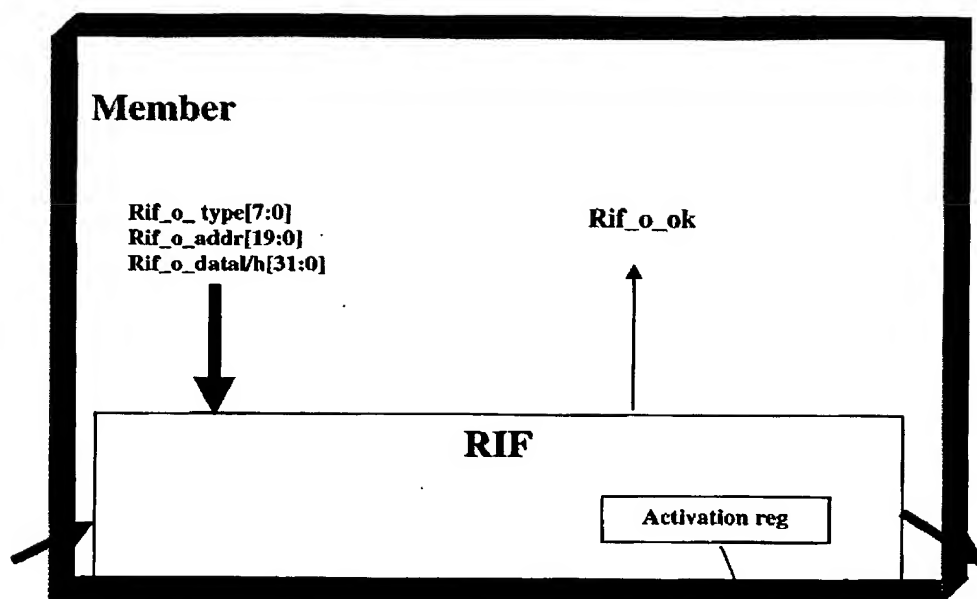 Member
Rif_o_ type[7:0]
Rif_o_addr[19:0]
Rif_o_datal/h[31:0]
Rif_o_ok
RIF
Activation reg